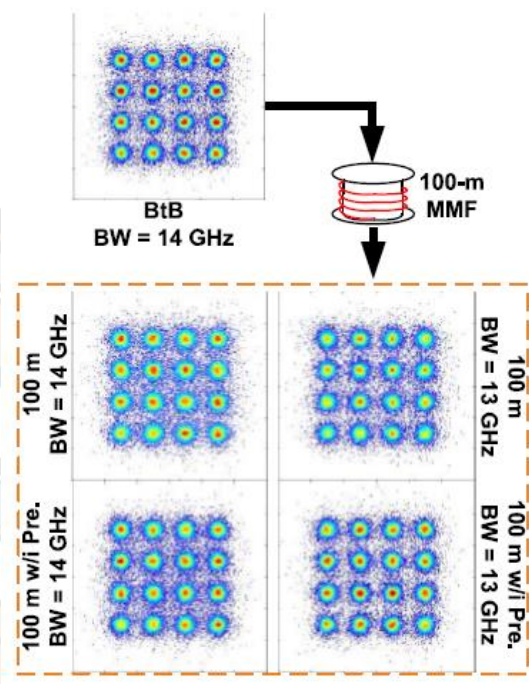 BtB
BW = 14 GHz
100-m
MMF
100 m
BW = 14 GHz
100 m
BW = 13 GHz
100 m w/i Pre.
BW = 14 GHz
100 m w/i Pre.
BW = 13 GHz